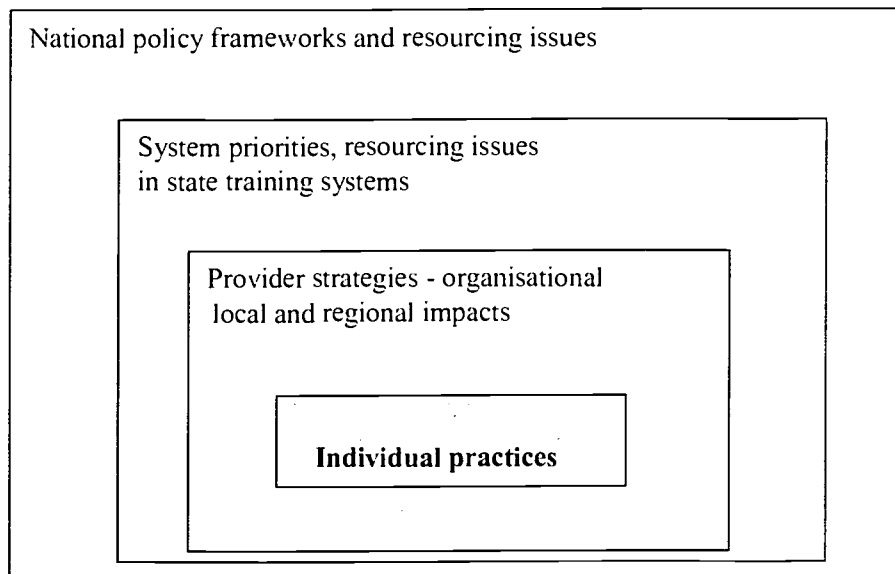 National policy frameworks and resourcing issues
System priorities, resourcing issues
in state training systems
Provider strategies - organisational
local and regional impacts
Individual practices